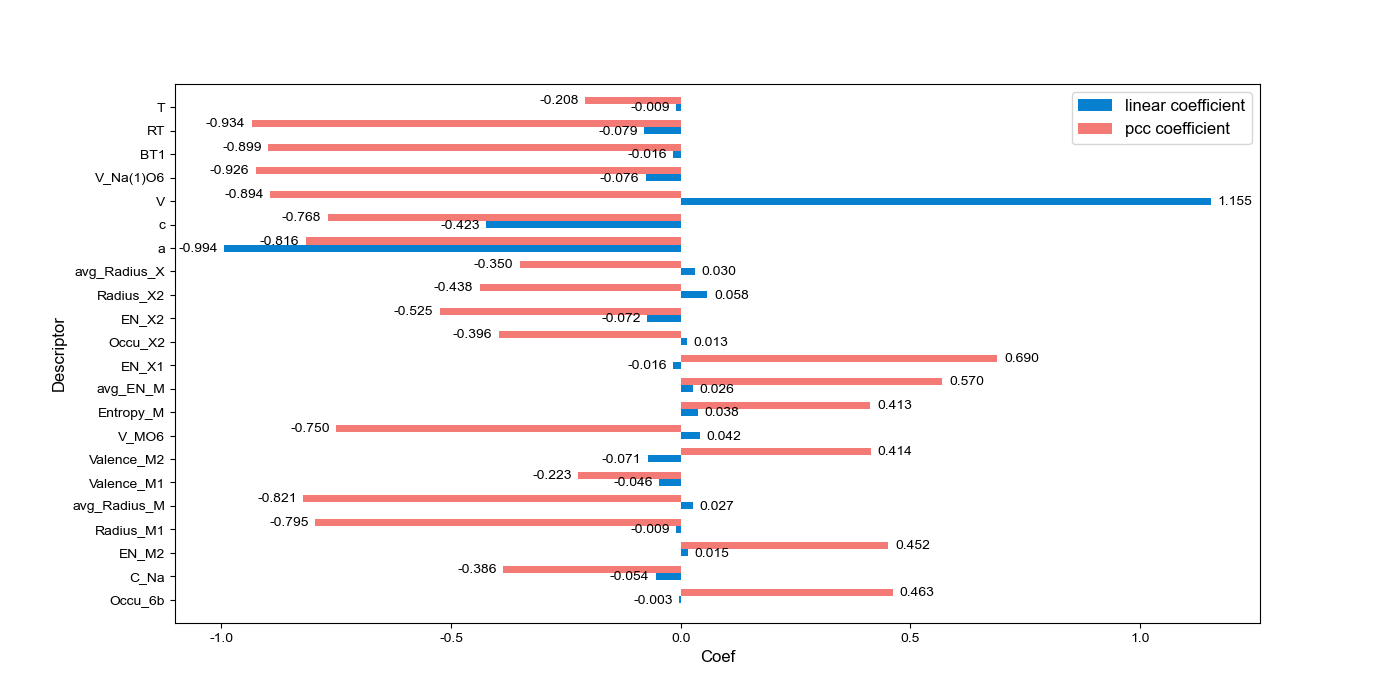 linear coefficient
pcc coefficient
T -0.208 -0.009
RT -0.934 -0.079
BT1 -0.899 -0.016
V_Na(1)O6 -0.926 -0.076
V -0.894 1.155
c -0.768 -0.423
a -0.816 -0.994
avg_Radius_X -0.350 0.030
Radius_X2 -0.438 0.058
EN_X2 -0.525 -0.072
Occu_X2 -0.396 0.013
EN_X1 0.690 -0.016
avg_EN_M 0.570 0.026
Entropy_M 0.413 0.038
V_MO6 -0.750 0.042
Valence_M2 0.414 -0.071
Valence_M1 -0.223 -0.046
avg_Radius_M -0.821 0.027
Radius_M1 -0.795 -0.009
EN_M2 0.452 0.015
C_Na -0.386 -0.054
Occu_6b 0.463 -0.003
Descriptor
-1.0 -0.5 0.0 0.5 1.0
Coef